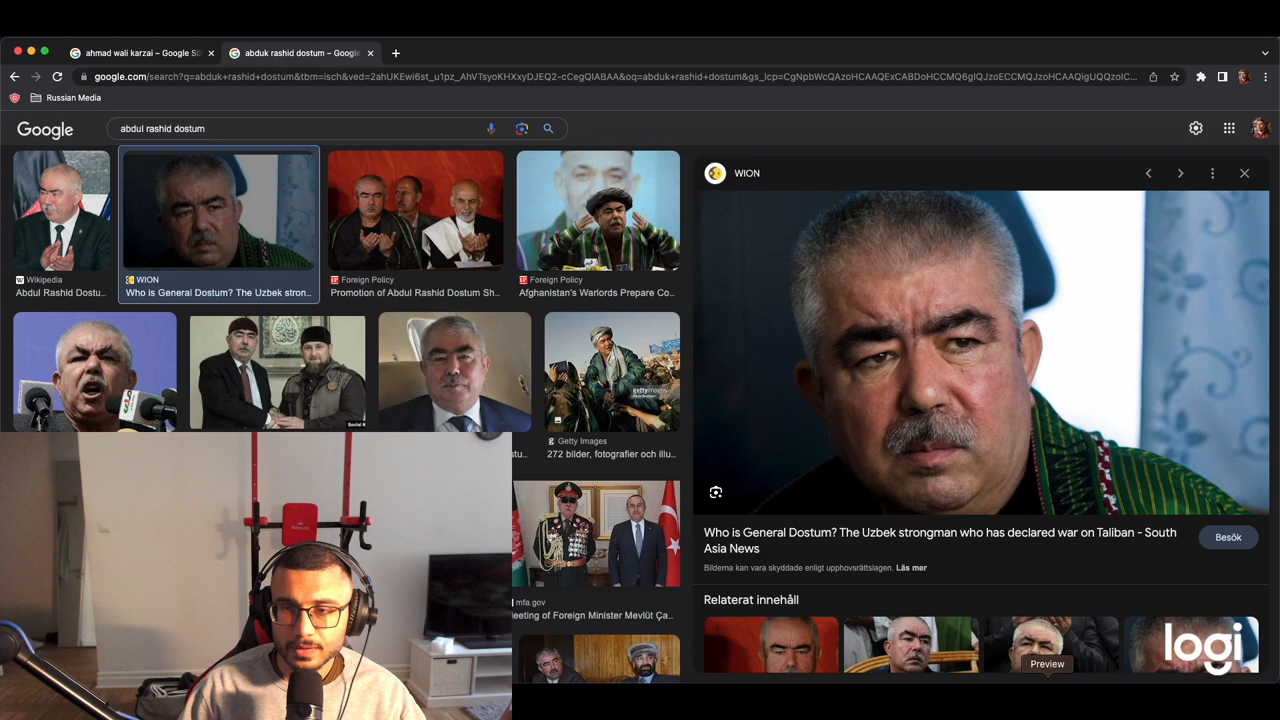 ahmad wali karzai – Google Sö
abduk rashid dostum – Google
google.com/search?q=abduk+rashid+dostum&tbm=isch&ved=2ahUKEwi6st_u1pz_AhVTsyoKHXxyDJEQ2-cCegQIABAA&oq=abduk+rashid+dostum&gs_lcp=CgNpbWcQAzoHCAAQExCABDoHCCMQ6gIQJzoECCMQJzoHCAAQigUQQzoIC...
Russian Media
Google
abdul rashid dostum
WION
Wikipedia
Abdul Rashid Dostu...
WION
Who is General Dostum? The Uzbek stron...
Foreign Policy
Promotion of Abdul Rashid Dostum Sh...
Foreign Policy
Afghanistan's Warlords Prepare Co...
gettyimages
Getty Images
stu...
272 bilder, fotografier och illu...
Who is General Dostum? The Uzbek strongman who has declared war on Taliban - South
Asia News
Besök
Bilderna kan vara skyddade enligt upphovsrättslagen. Läs mer
Relaterat innehåll
mfa.gov
eeting of Foreign Minister Mevlüt Ça...
logi
Preview